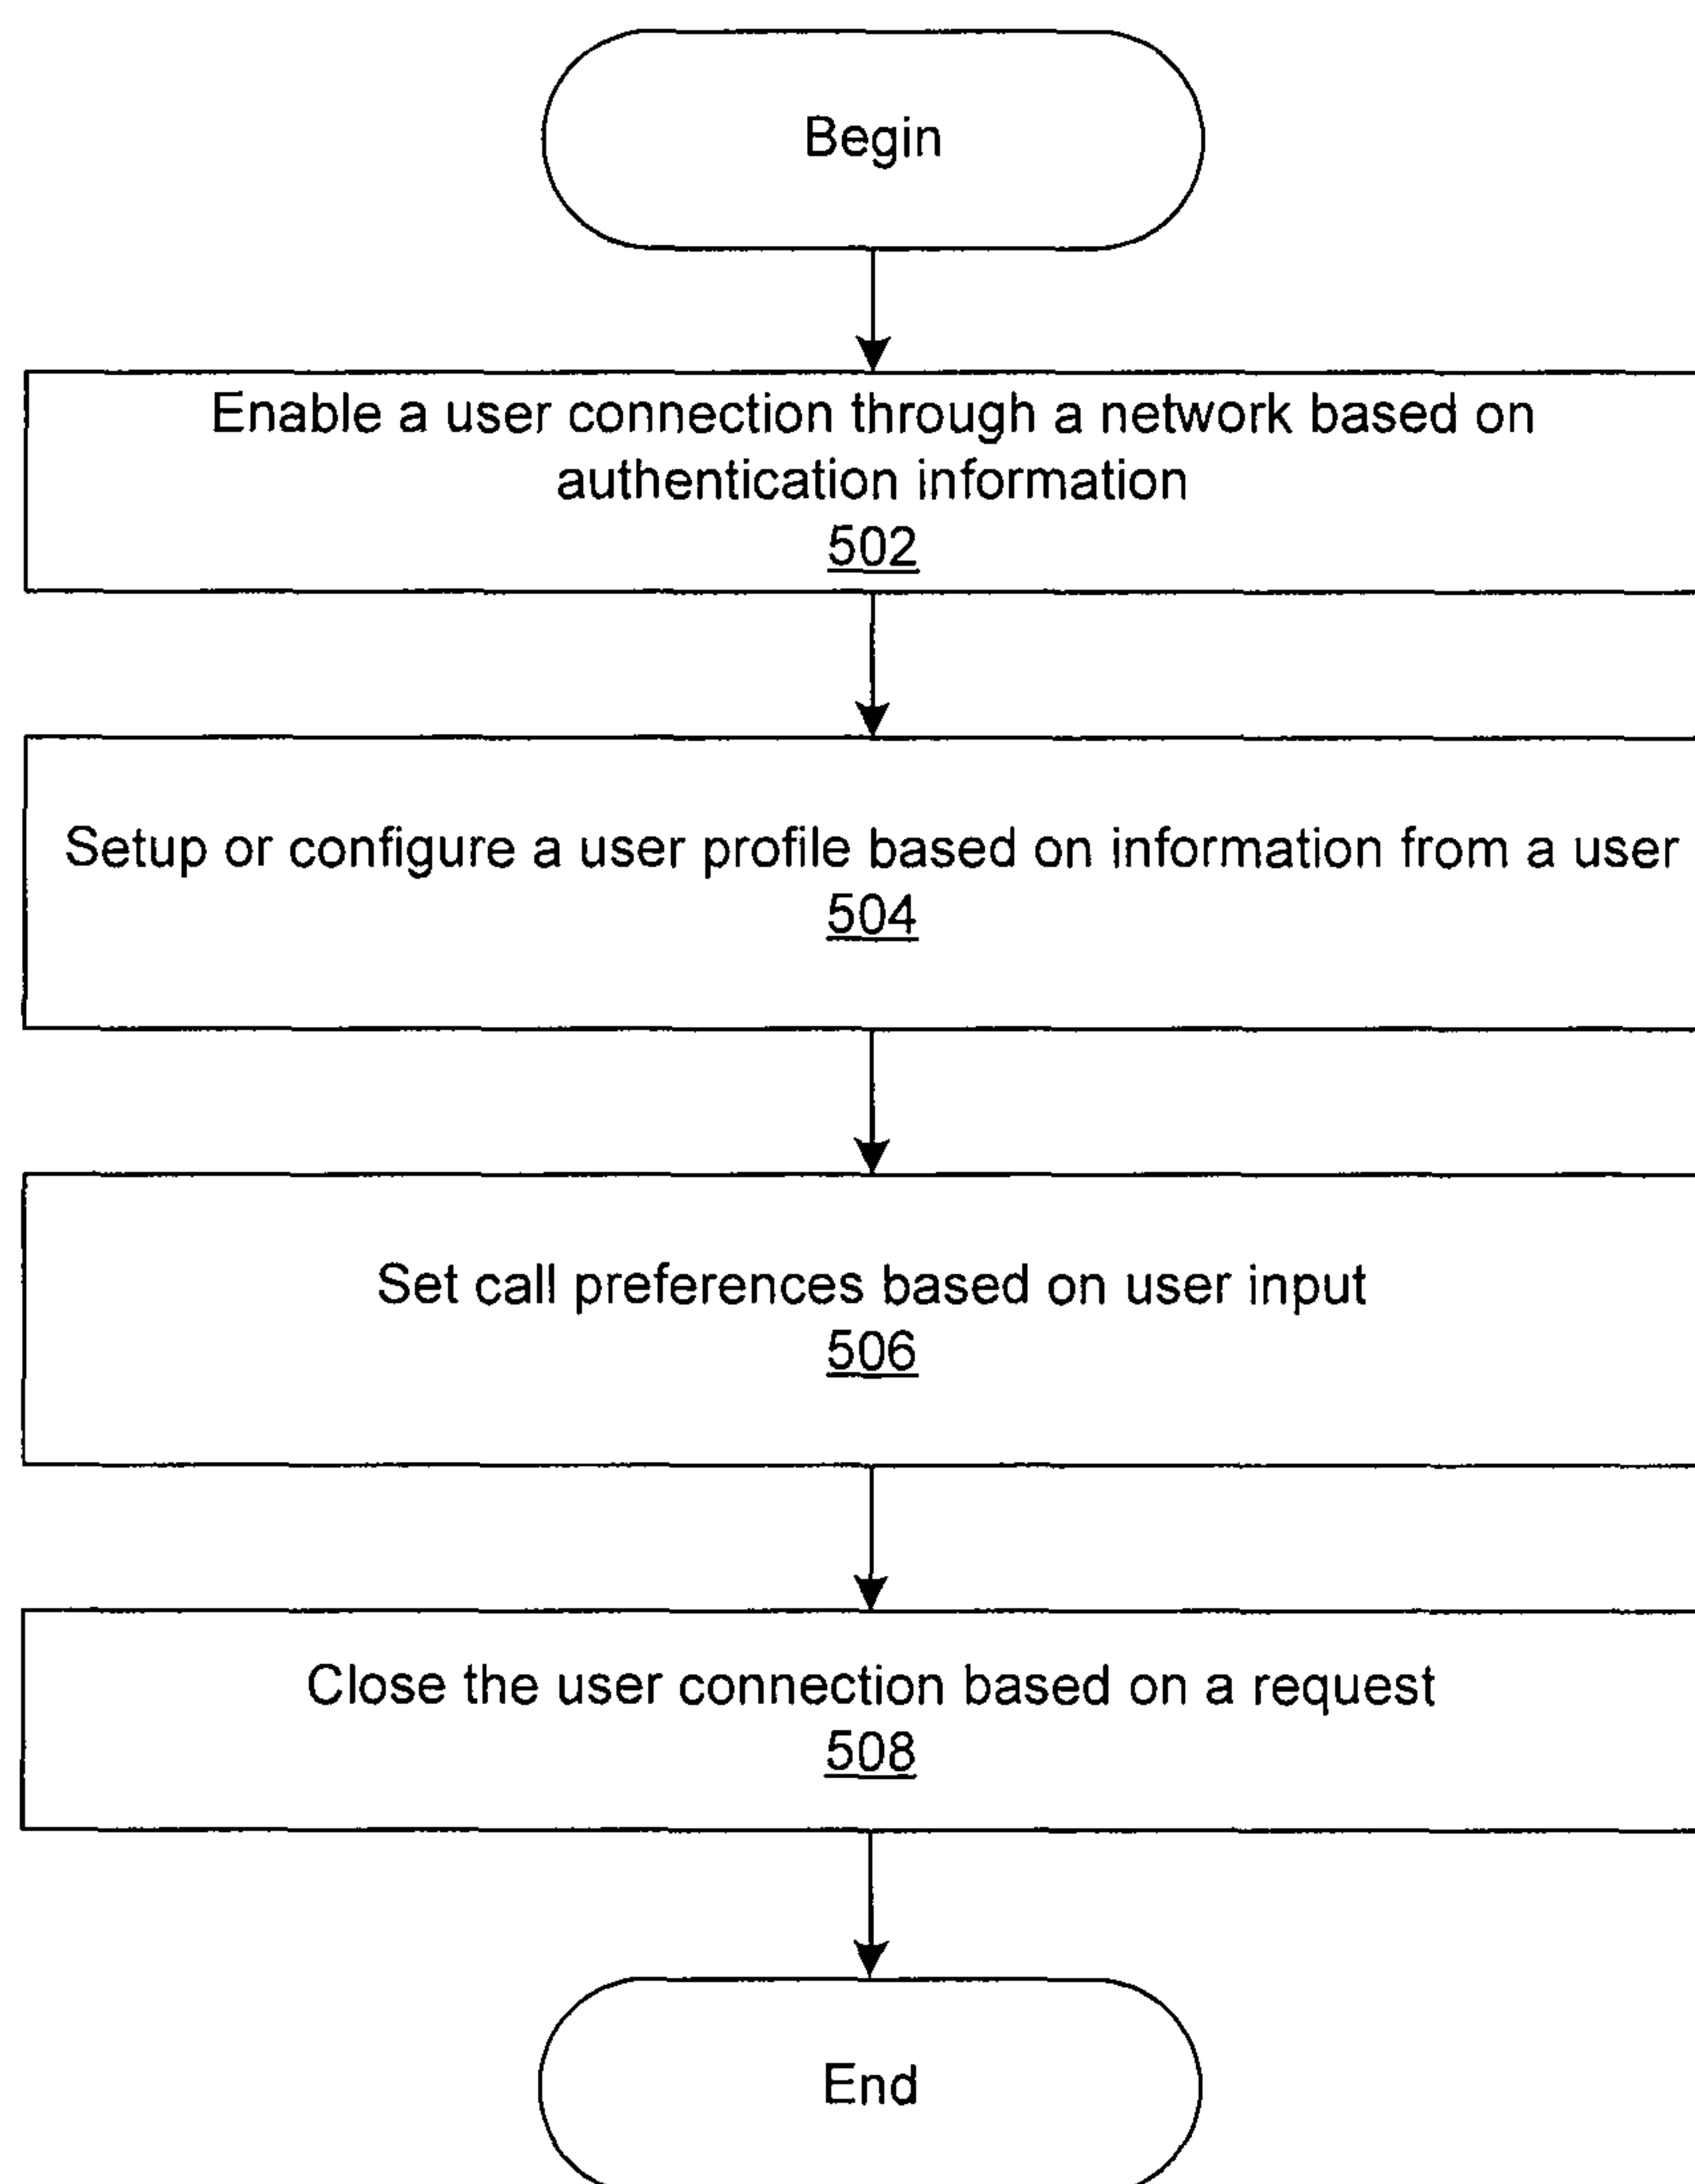 Begin
Enable a user connection through a network based on
authentication information
502
Setup or configure a user profile based on information from a user
504
Set call preferences based on user input
506
Close the user connection based on a request
508
End